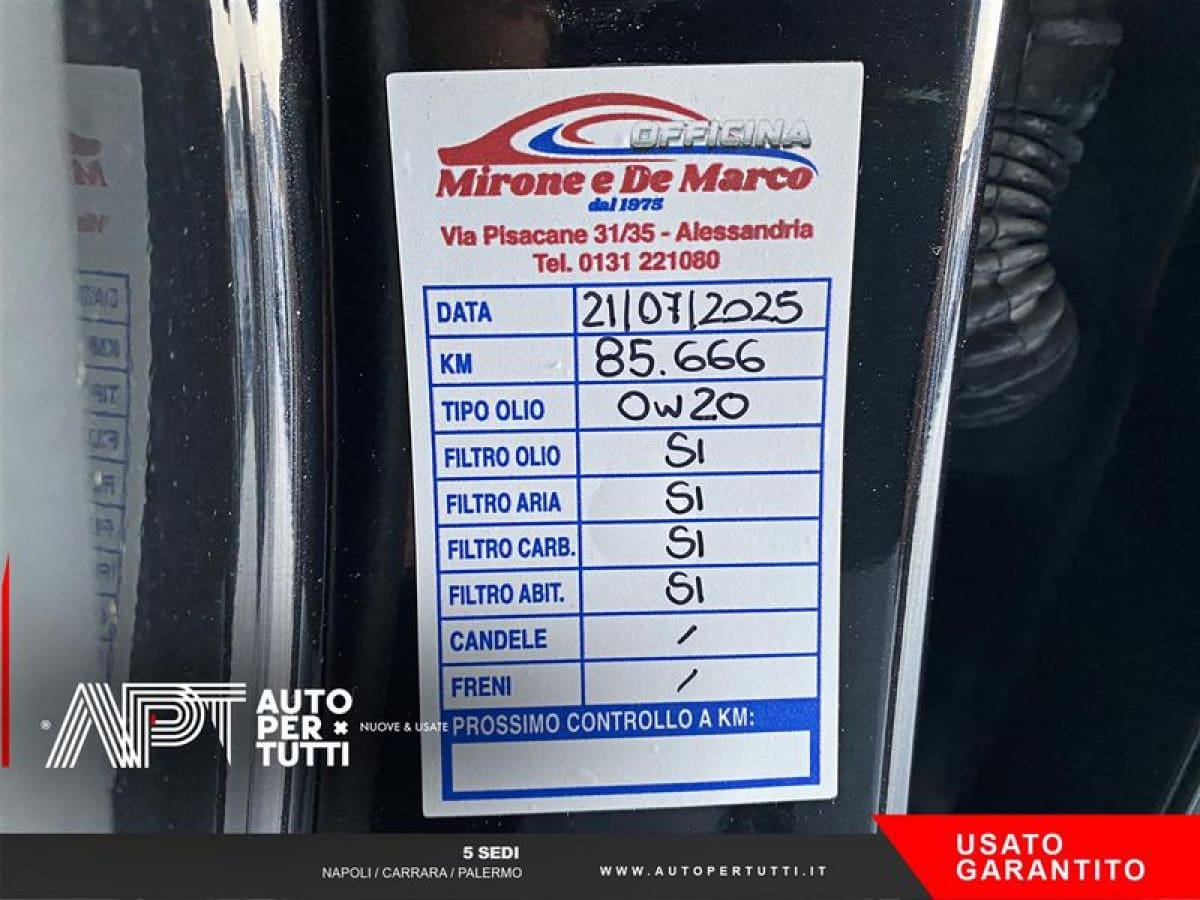 OFFICINA
Mirone e De Marco
dal 1975
Via Pisacane 31/35 - Alessandria
Tel. 0131 221080
DATA 21/07/2025
KM 85.666
TIPO OLIO 0W20
FILTRO OLIO SI
FILTRO ARIA SI
FILTRO CARB. SI
FILTRO ABIT. SI
CANDELE /
FRENI /
PROSSIMO CONTROLLO A KM:
® APT AUTO PER TUTTI NUOVE & USATE
5 SEDI
NAPOLI / CARRARA / PALERMO
WWW.AUTOPERTUTTI.IT
USATO
GARANTITO